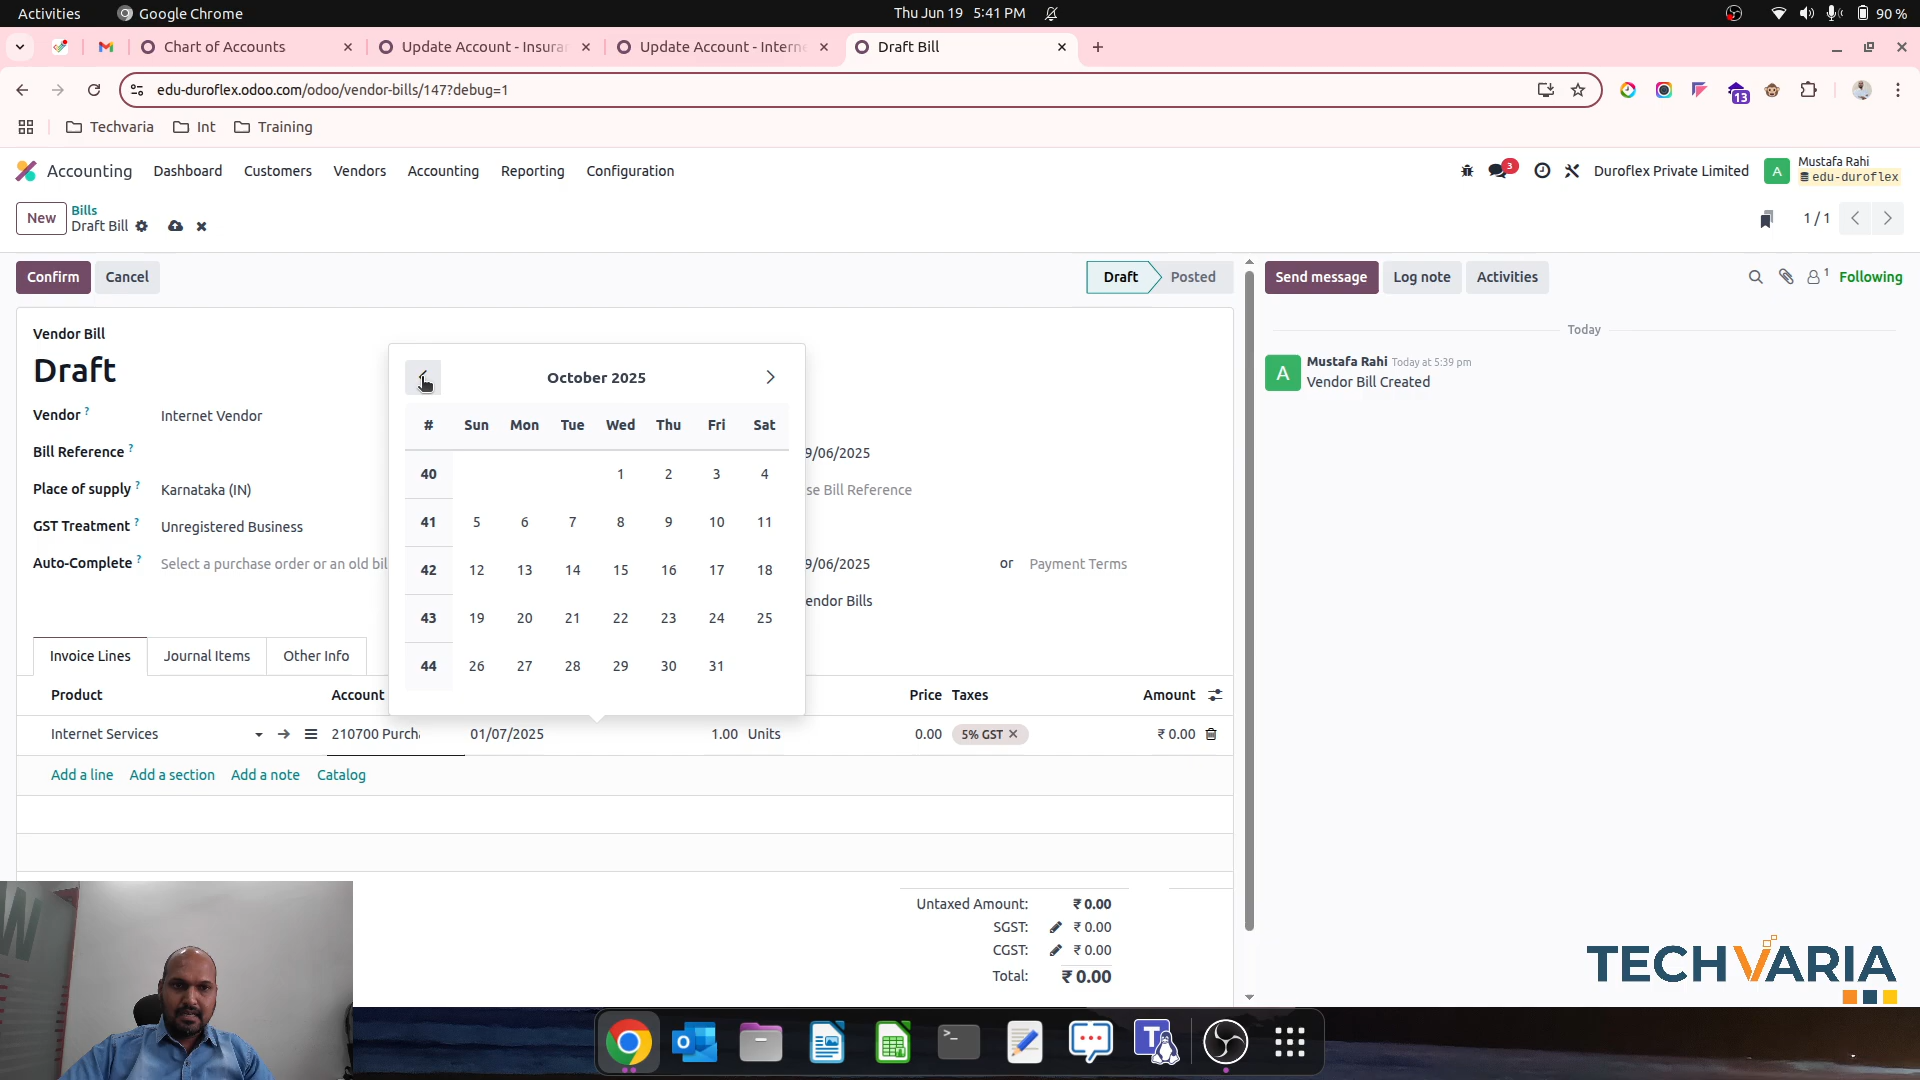 Activities Google Chrome Thu Jun 19 5:41 PM 90 %
Chart of Accounts Update Account - Insura Update Account - Intern Draft Bill
edu-duroflex.odoo.com/odoo/vendor-bills/147?debug=1 13
Techvaria Int Training
Accounting Dashboard Customers Vendors Accounting Reporting Configuration 3 Duroflex Private Limited A Mustafa Rahi
edu-duroflex
New Bills
Draft Bill 1 / 1
Confirm Cancel Draft Posted Send message Log note Activities 1 Following
Vendor Bill Today
Draft October 2025 A Mustafa Rahi Today at 5:39 pm
Vendor Bill Created
Vendor ? Internet Vendor # Sun Mon Tue Wed Thu Fri Sat
Bill Reference ? 9/06/2025
40 1 2 3 4
Place of supply ? Karnataka (IN) se Bill Reference
GST Treatment ? Unregistered Business 41 5 6 7 8 9 10 11
Auto-Complete ? Select a purchase order or an old bil 42 12 13 14 15 16 17 18 9/06/2025 or Payment Terms
43 19 20 21 22 23 24 25 endor Bills
Invoice Lines Journal Items Other Info 44 26 27 28 29 30 31
Product Account Price Taxes Amount
Internet Services 210700 Purch 01/07/2025 1.00 Units 0.00 5% GST ₹ 0.00
Add a line Add a section Add a note Catalog
Untaxed Amount: ₹ 0.00
SGST: ₹ 0.00
CGST: ₹ 0.00
Total: ₹ 0.00
TECHVARIA